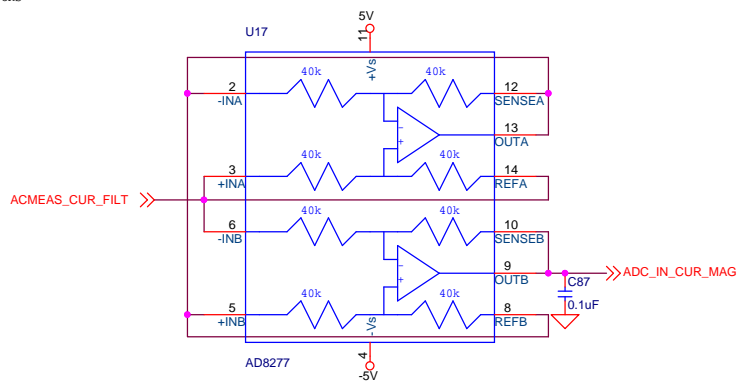 5V
U17
11
+Vs
40k
40k
2
-INA
12
SENSEA
13
OUTA
40k
40k
3
+INA
14
REFA
ACMEAS_CUR_FILT
40k
40k
6
-INB
10
SENSEB
9
OUTB
ADC_IN_CUR_MAG
C87
0.1uF
40k
40k
5
+INB
8
REFB
-Vs
4
AD8277
-5V